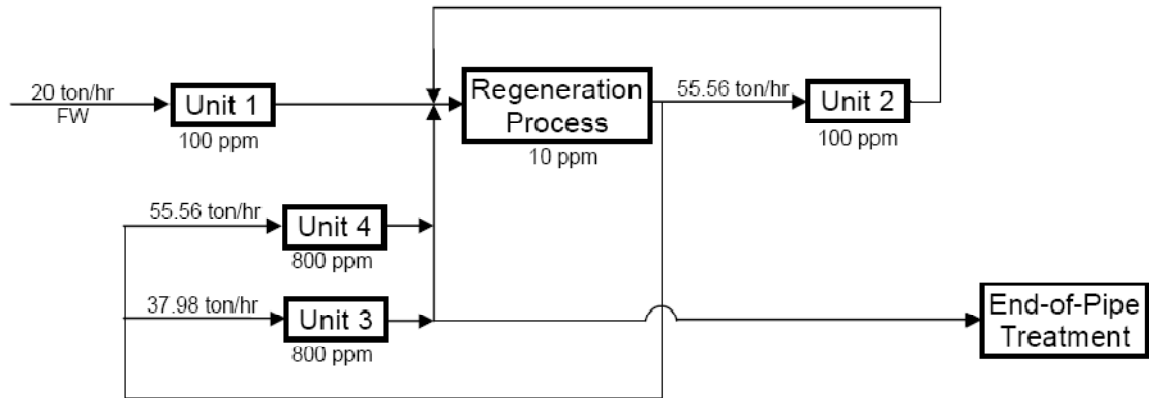 20 ton/hr
FW
Unit 1
100 ppm
Regeneration
Process
10 ppm
55.56 ton/hr
Unit 2
100 ppm
55.56 ton/hr
Unit 4
800 ppm
37.98 ton/hr
Unit 3
800 ppm
End-of-Pipe
Treatment